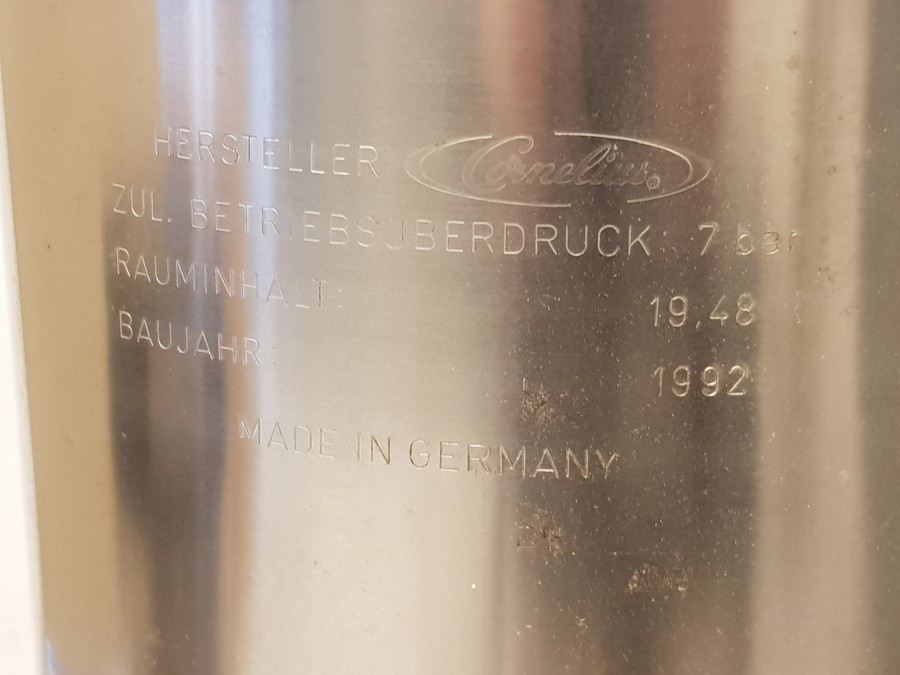 HERSTELLER Cornelius®
ZUL. BETRIEBSÜBERDRUCK: 7 bar
RAUMINHALT: 19,48
BAUJAHR: 1992
MADE IN GERMANY